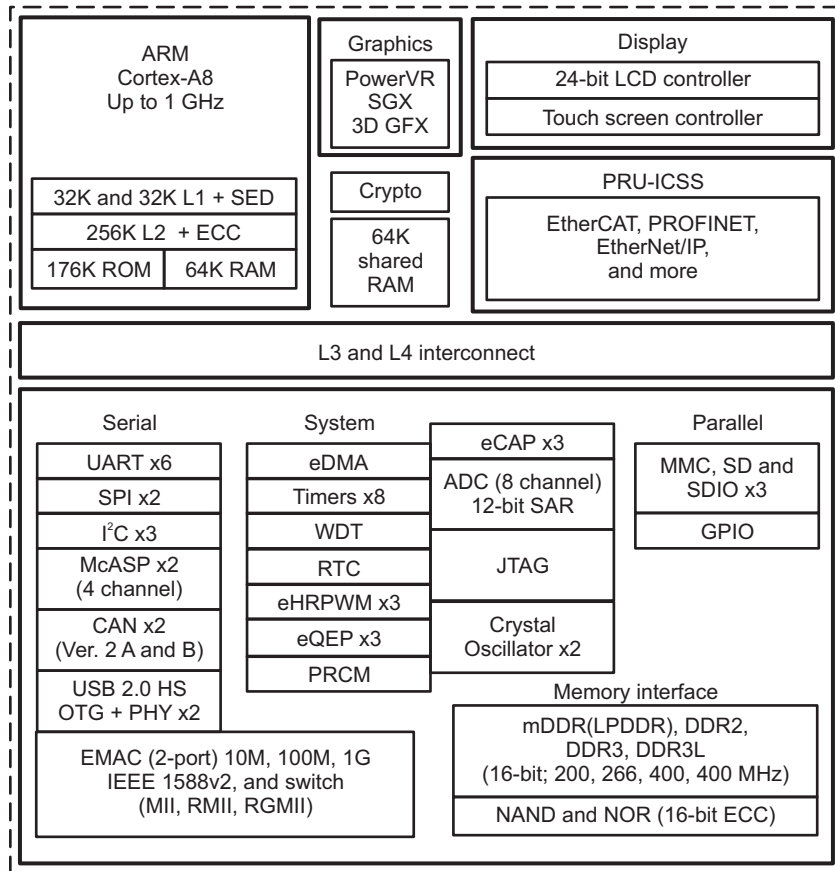 ARM
Cortex-A8
Up to 1 GHz
32K and 32K L1 + SED
256K L2 + ECC
176K ROM
64K RAM
Graphics
PowerVR
SGX
3D GFX
Crypto
64K
shared
RAM
Display
24-bit LCD controller
Touch screen controller
PRU-ICSS
EtherCAT, PROFINET,
EtherNet/IP,
and more
L3 and L4 interconnect
Serial
UART x6
SPI x2
I²C x3
McASP x2
(4 channel)
CAN x2
(Ver. 2 A and B)
USB 2.0 HS
OTG + PHY x2
EMAC (2-port) 10M, 100M, 1G
IEEE 1588v2, and switch
(MII, RMII, RGMII)
System
eDMA
Timers x8
WDT
RTC
eHRPWM x3
eQEP x3
PRCM
eCAP x3
ADC (8 channel)
12-bit SAR
JTAG
Crystal
Oscillator x2
Parallel
MMC, SD and
SDIO x3
GPIO
Memory interface
mDDR(LPDDR), DDR2,
DDR3, DDR3L
(16-bit; 200, 266, 400, 400 MHz)
NAND and NOR (16-bit ECC)